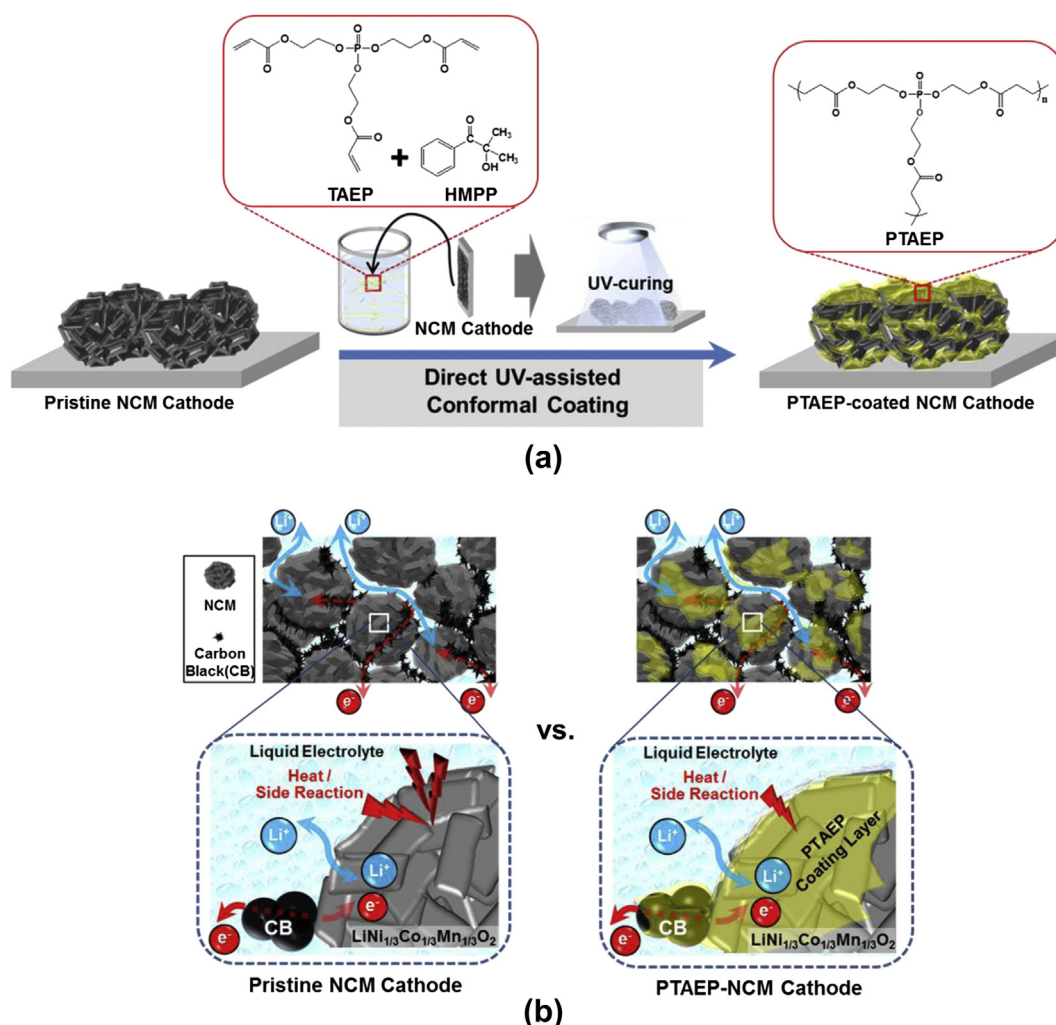 O
O
O
P
O
O
O
O
O
O
O
O
+
O
C
CH3
C
CH3
OH
TAEP
HMPP
O
O
P
O
O
O
O
O
O
O
O
O
n
PTAEP
UV-curing
NCM Cathode
Pristine NCM Cathode
Direct UV-assisted
Conformal Coating
PTAEP-coated NCM Cathode
(a)
Li+
Li+
Li+
Li+
NCM
Carbon
Black(CB)
e-
e-
e-
e-
vs.
Liquid Electrolyte
Heat /
Side Reaction
Li+
Li+
e-
CB
e-
LiNi1/3Co1/3Mn1/3O2
Pristine NCM Cathode
Liquid Electrolyte
Heat /
Side Reaction
PTAEP
Coating Layer
Li+
Li+
e-
CB
e-
LiNi1/3Co1/3Mn1/3O2
PTAEP-NCM Cathode
(b)